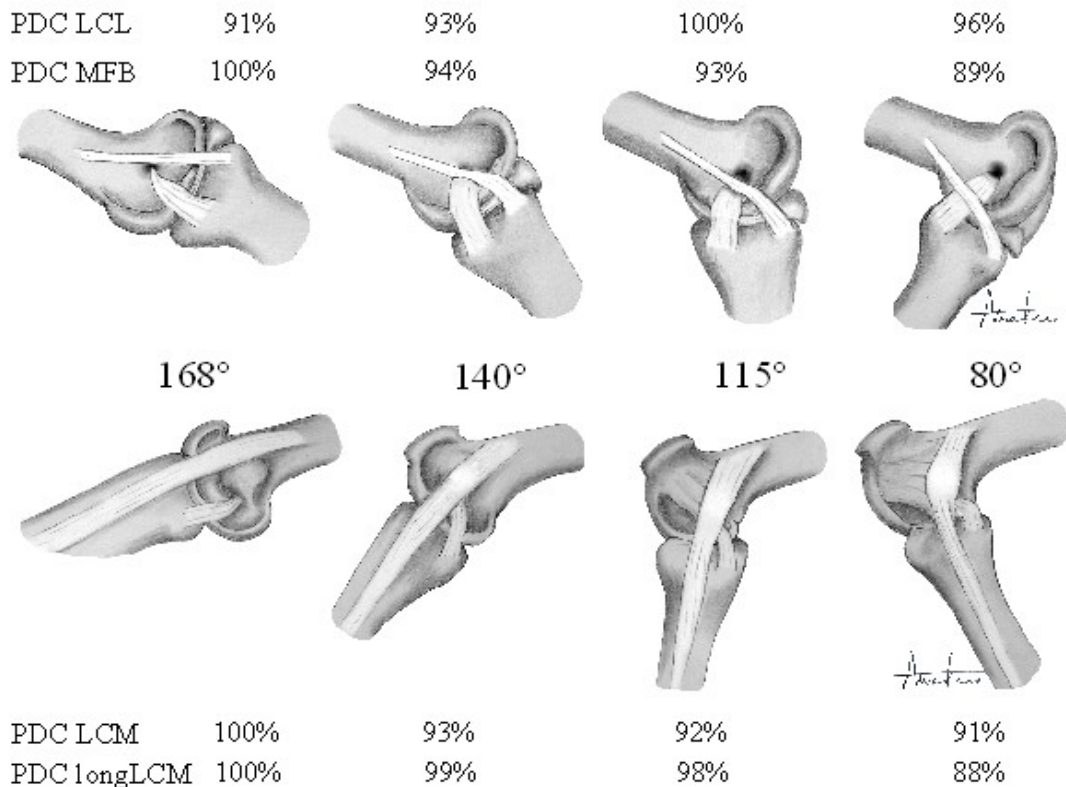 PDC LCL 91% 93% 100% 96%
PDC MFB 100% 94% 93% 89%
168° 140° 115° 80°
PDC LCM 100% 93% 92% 91%
PDC longLCM 100% 99% 98% 88%